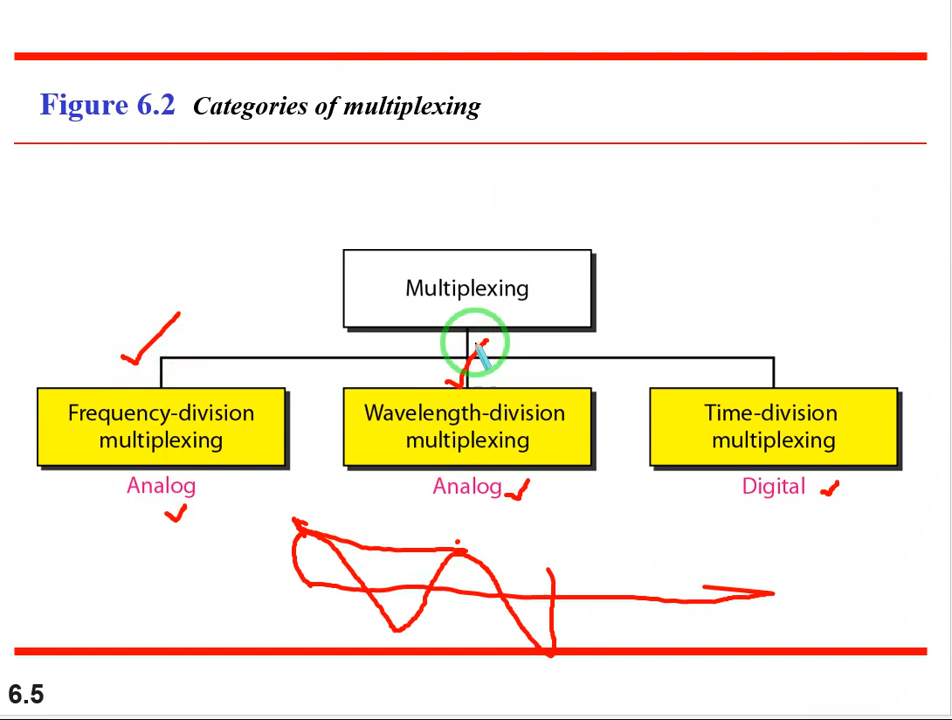 Figure 6.2 Categories of multiplexing
Multiplexing
Frequency-division
multiplexing
Wavelength-division
multiplexing
Time-division
multiplexing
Analog
Analog
Digital
6.5